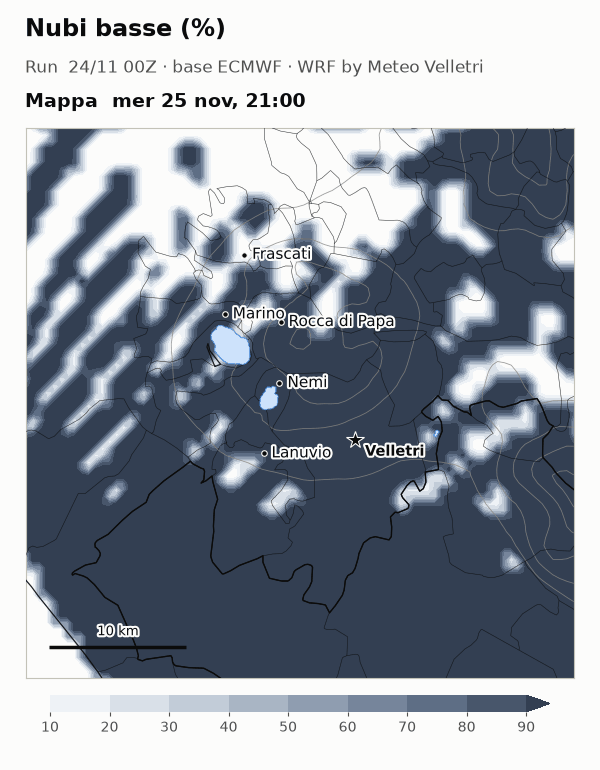 Nubi basse (%)
Run  24/11 00Z · base ECMWF · WRF by Meteo Velletri
Mappa  mer 25 nov, 21:00
Frascati
Marino
Rocca di Papa
Nemi
Velletri
Lanuvio
10 km
10 20 30 40 50 60 70 80 90